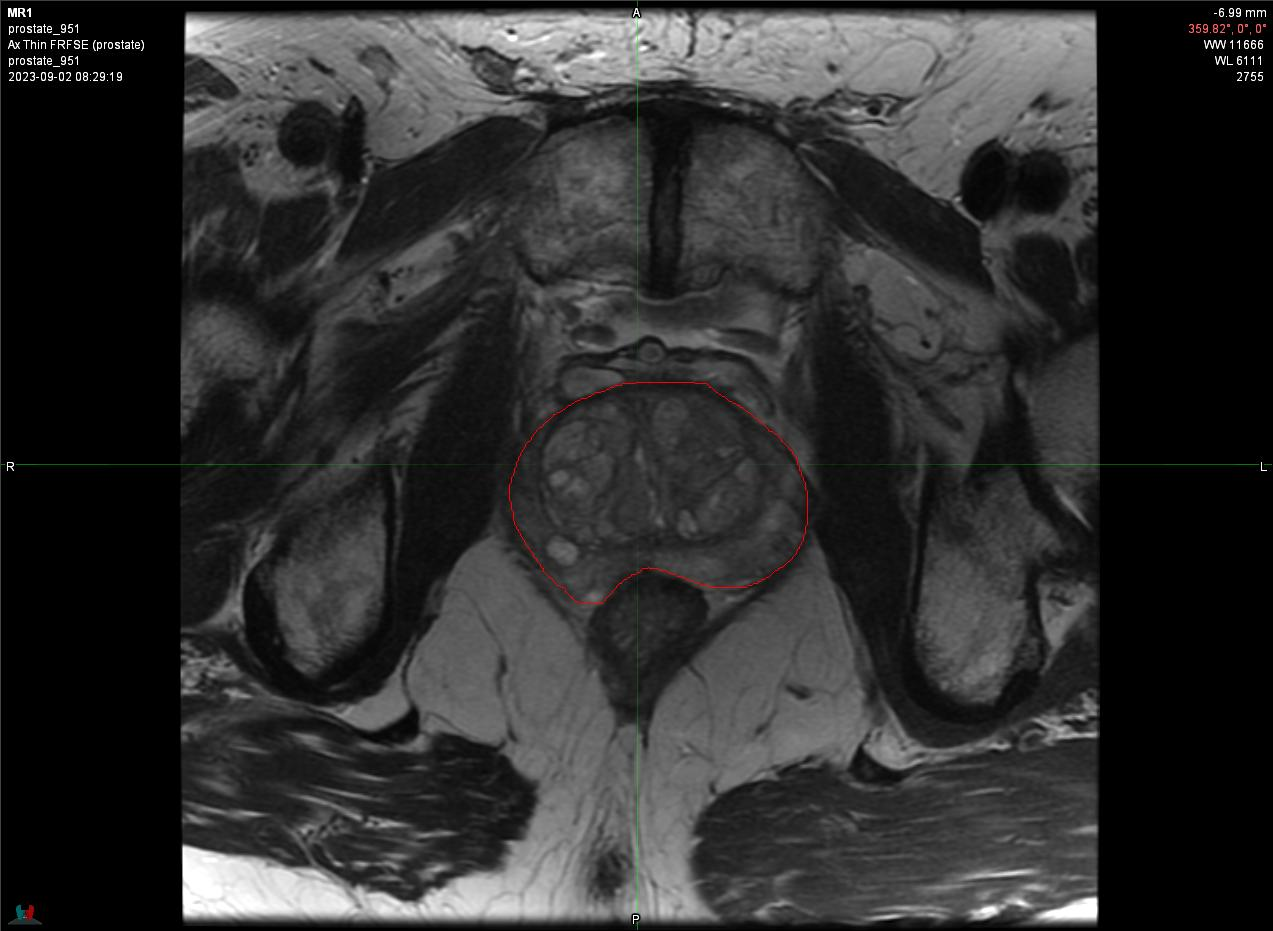 MR1
prostate_951
Ax Thin FRFSE (prostate)
prostate_951
2023-09-02 08:29:19
A
-6.99 mm
359.82°, 0°, 0°
WW 11666
WL 6111
2755
R
L
P